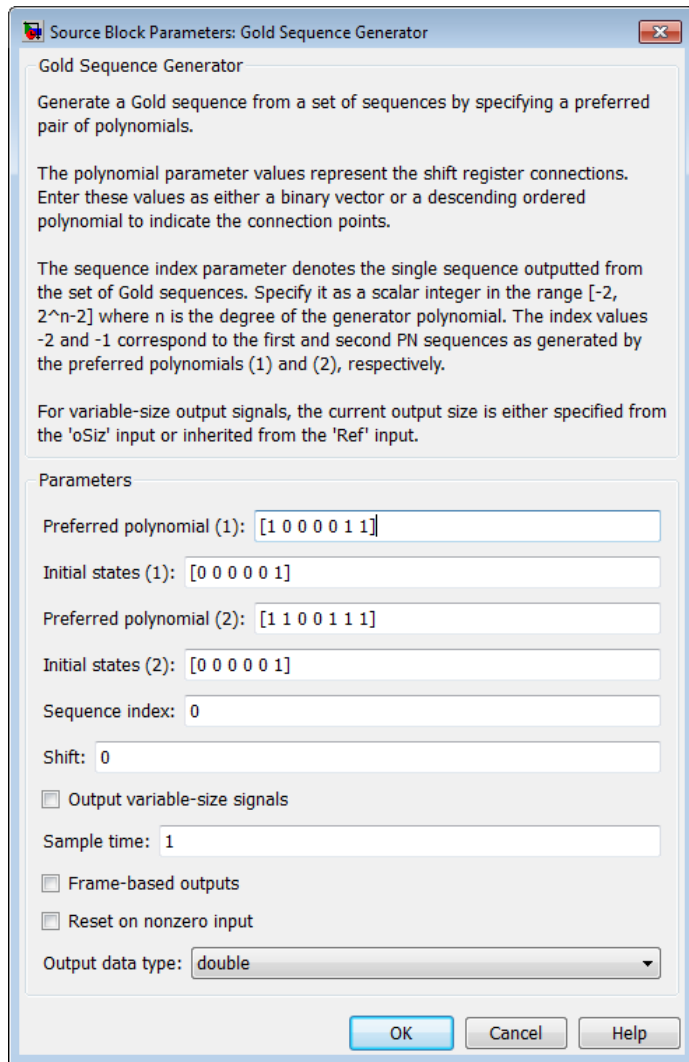 Source Block Parameters: Gold Sequence Generator
Gold Sequence Generator
Generate a Gold sequence from a set of sequences by specifying a preferred
pair of polynomials.
The polynomial parameter values represent the shift register connections.
Enter these values as either a binary vector or a descending ordered
polynomial to indicate the connection points.
The sequence index parameter denotes the single sequence outputted from
the set of Gold sequences. Specify it as a scalar integer in the range [-2,
2^n-2] where n is the degree of the generator polynomial. The index values
-2 and -1 correspond to the first and second PN sequences as generated by
the preferred polynomials (1) and (2), respectively.
For variable-size output signals, the current output size is either specified from
the 'oSiz' input or inherited from the 'Ref' input.
Parameters
Preferred polynomial (1): [1 0 0 0 0 1 1]
Initial states (1): [0 0 0 0 0 1]
Preferred polynomial (2): [1 1 0 0 1 1 1]
Initial states (2): [0 0 0 0 0 1]
Sequence index: 0
Shift: 0
Output variable-size signals
Sample time: 1
Frame-based outputs
Reset on nonzero input
Output data type: double
OK Cancel Help